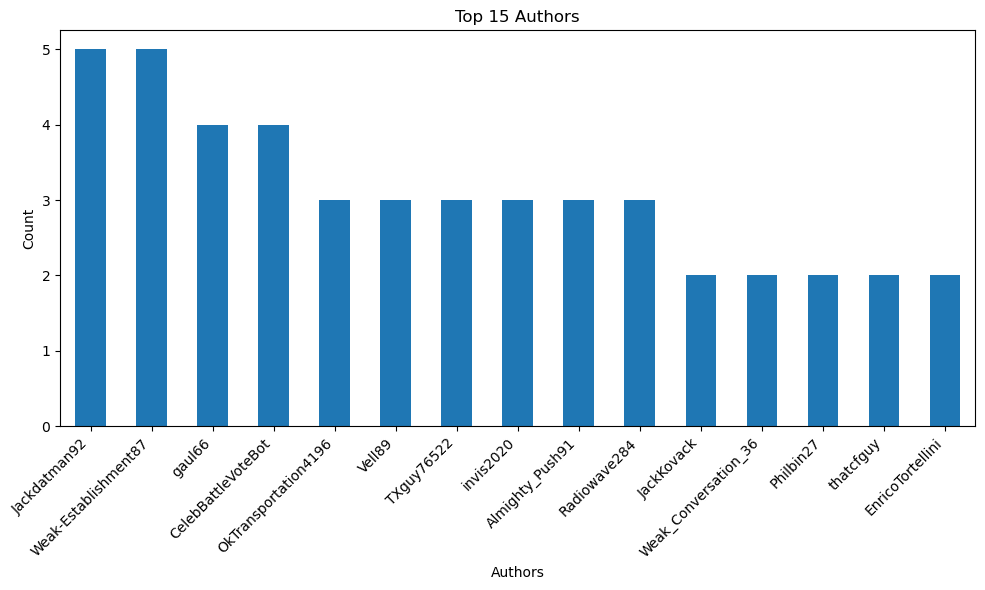 Top 15 Authors
Count
5
4
3
2
1
0
Jackdatman92
Weak-Establishment87
gaul66
CelebBattleVoteBot
OkTransportation4196
Vell89
TXguy76522
invis2020
Almighty_Push91
Radiowave284
JackKovack
Weak_Conversation_36
Philbin27
thatcfguy
EnricoTortellini
Authors